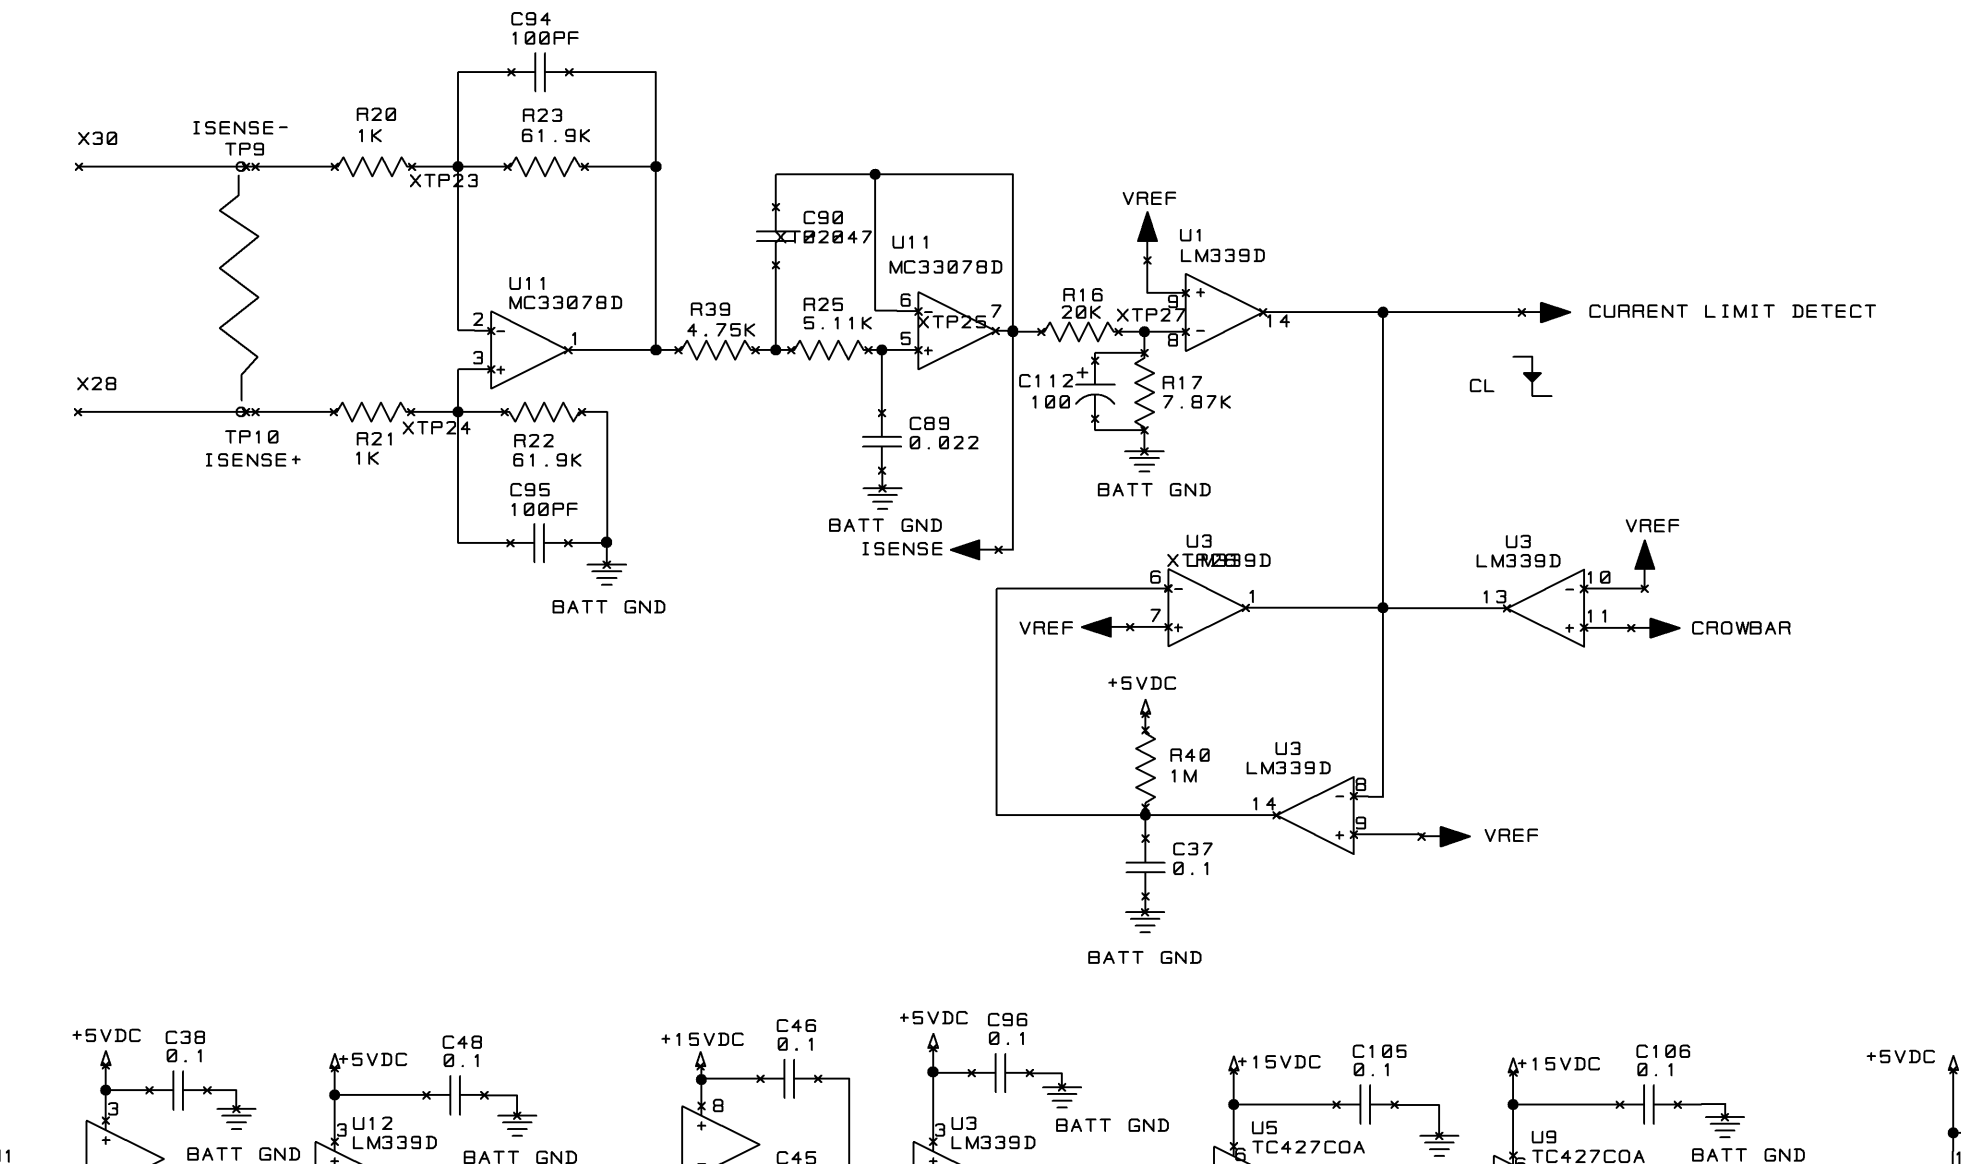 C94
100PF
R20
1K
R23
61.9K
ISENSE-
TP9
X30
XTP23
VREF
C90
U11
MC33078D
U1
LM339D
U11
MC33078D
R39
4.75K
R25
5.11K
6
-
7
XTP25
5
+
R16
20K
XTP27
9
+
-
8
14
CURRENT LIMIT DETECT
2
-
1
3
+
X28
C112
100
+
R17
7.87K
CL
TP10
ISENSE+
R21
1K
XTP24
R22
61.9K
C89
0.022
C95
100PF
BATT GND
BATT GND
ISENSE
BATT GND
U3
6
-
1
7
+
VREF
U3
LM339D
VREF
10
-
13
11
+
CROWBAR
+5VDC
R40
1M
U3
LM339D
8
-
14
9
+
VREF
C37
0.1
BATT GND
+5VDC
C38
0.1
3
+
BATT GND
+5VDC
C48
0.1
3
U12
LM339D
+
BATT GND
+15VDC
C46
0.1
8
+
-
C45
+5VDC
C96
0.1
3
U3
LM339D
+
BATT GND
+15VDC
C105
0.1
U5
TC427COA
6
+15VDC
C106
0.1
U9
TC427COA
6
BATT GND
+5VDC